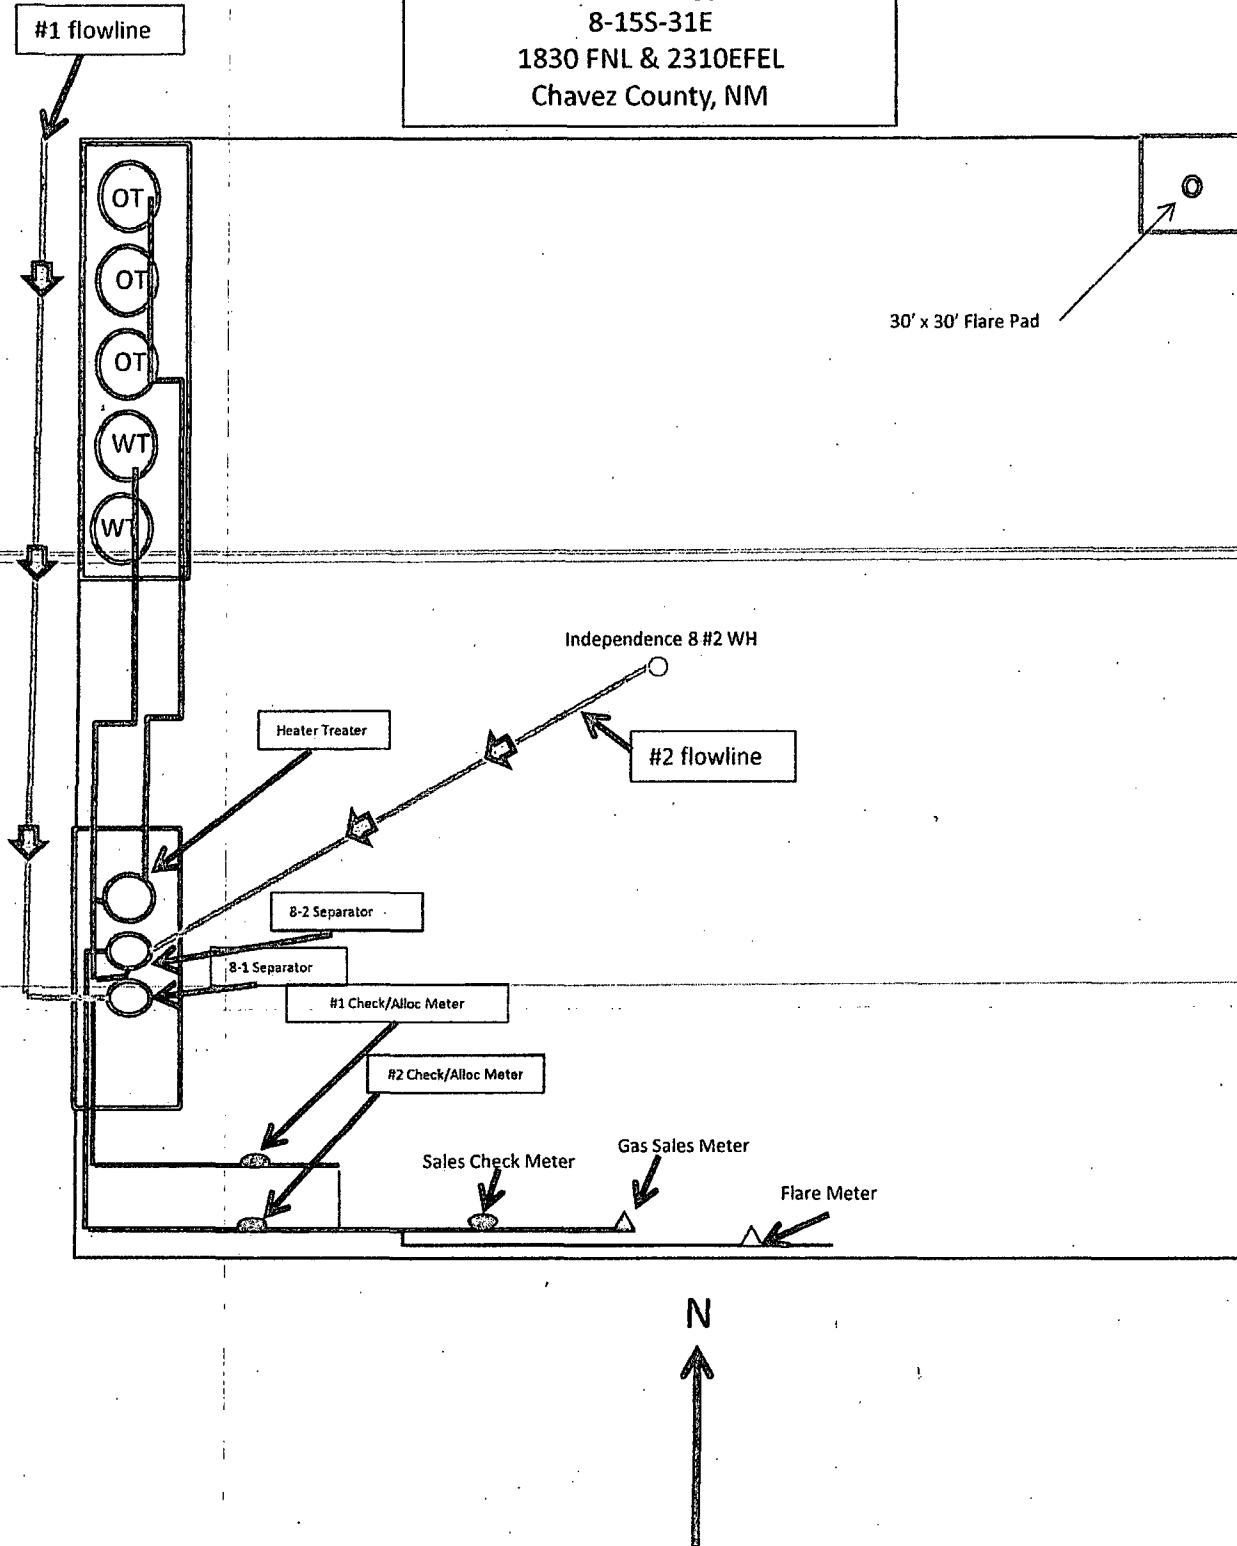 #1 flowline
8-15S-31E
1830 FNL & 2310EFEL
Chavez County, NM
OT
OT
OT
WT
WT
30' x 30' Flare Pad
Independence 8 #2 WH
Heater Treater
#2 flowline
8-2 Separator
8-1 Separator
#1 Check/Alloc Meter
#2 Check/Alloc Meter
Sales Check Meter
Gas Sales Meter
Flare Meter
N